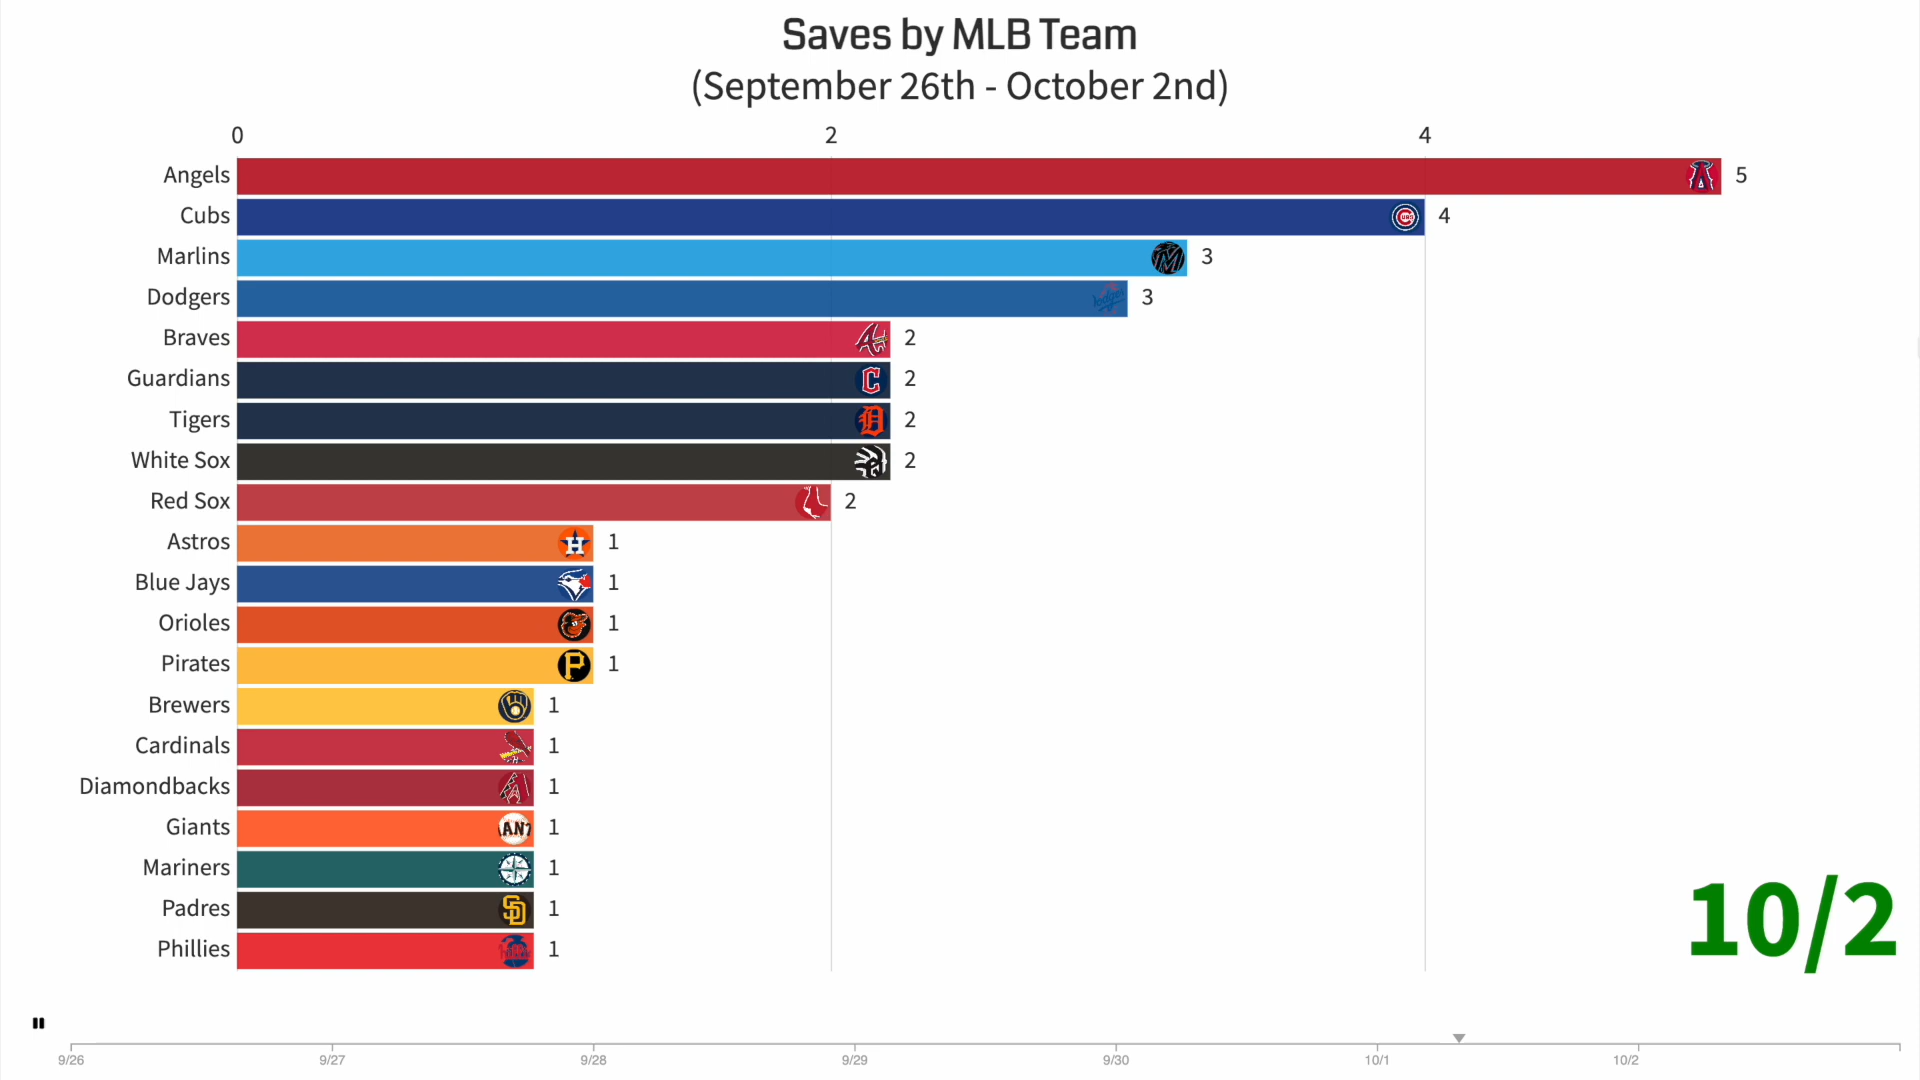 Saves by MLB Team
(September 26th - October 2nd)
0 2 4
Angels 5
Cubs 4
Marlins 3
Dodgers 3
Braves 2
Guardians 2
Tigers 2
White Sox 2
Red Sox 2
Astros 1
Blue Jays 1
Orioles 1
Pirates 1
Brewers 1
Cardinals 1
Diamondbacks 1
Giants 1
Mariners 1
Padres 1
Phillies 1
10/2
9/26 9/27 9/28 9/29 9/30 10/1 10/2